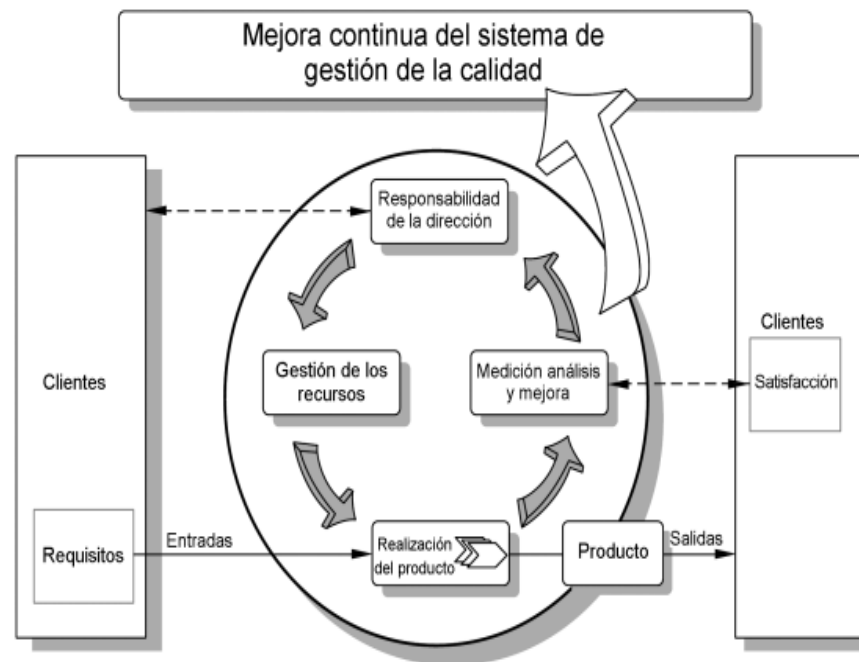 Mejora continua del sistema de
gestión de la calidad
Responsabilidad
de la dirección
Clientes
Gestión de los
recursos
Medición análisis
y mejora
Clientes
Satisfacción
Requisitos
Entradas
Realización
del producto
Producto
Salidas